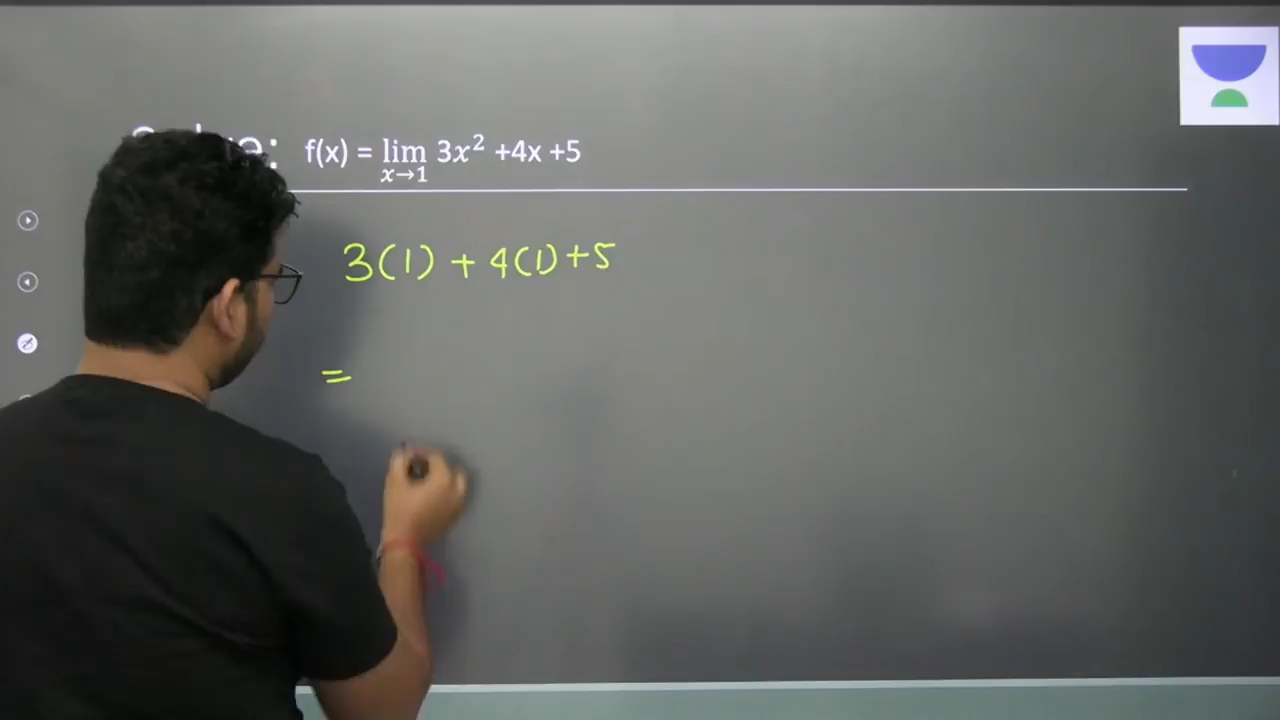 f(x) = lim 3x² +4x +5
x→1
3(1) + 4(1)+5
=